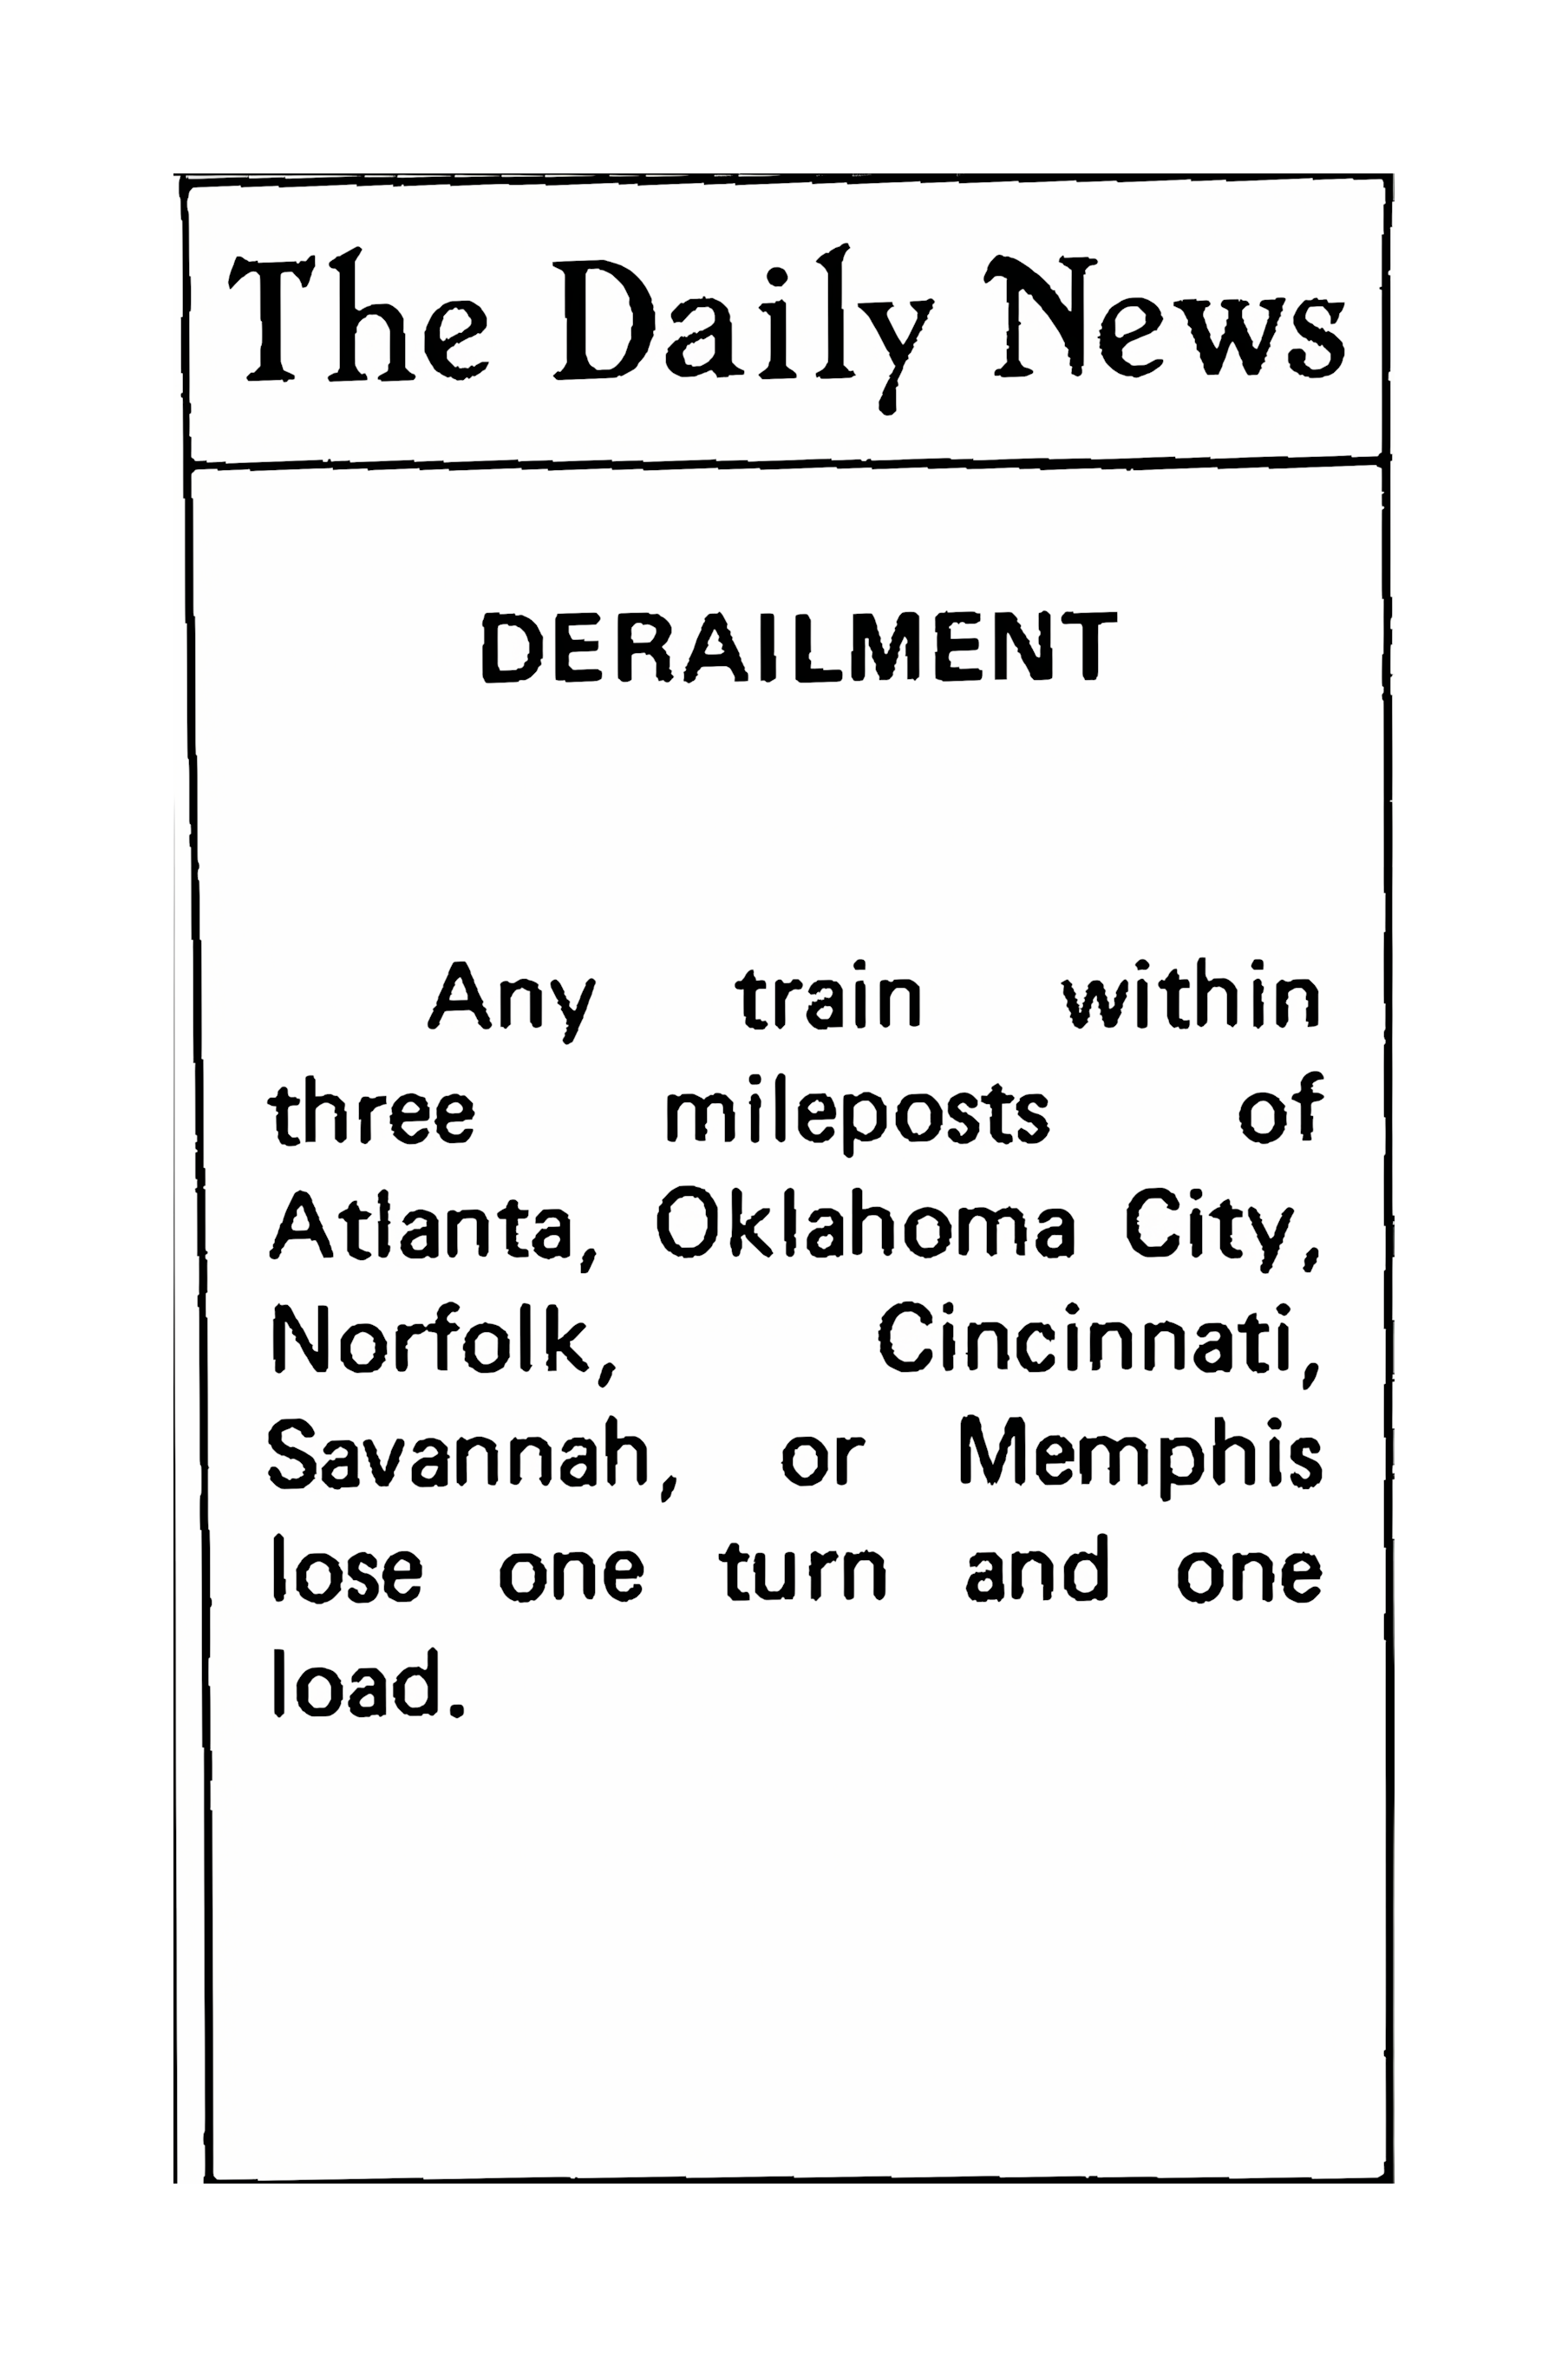 The Daily News
DERAILMENT
Any train within
three mileposts of
Atlanta, Oklahoma City,
Norfolk, Cincinnati,
Savannah, or Memphis
lose one turn and one
load.